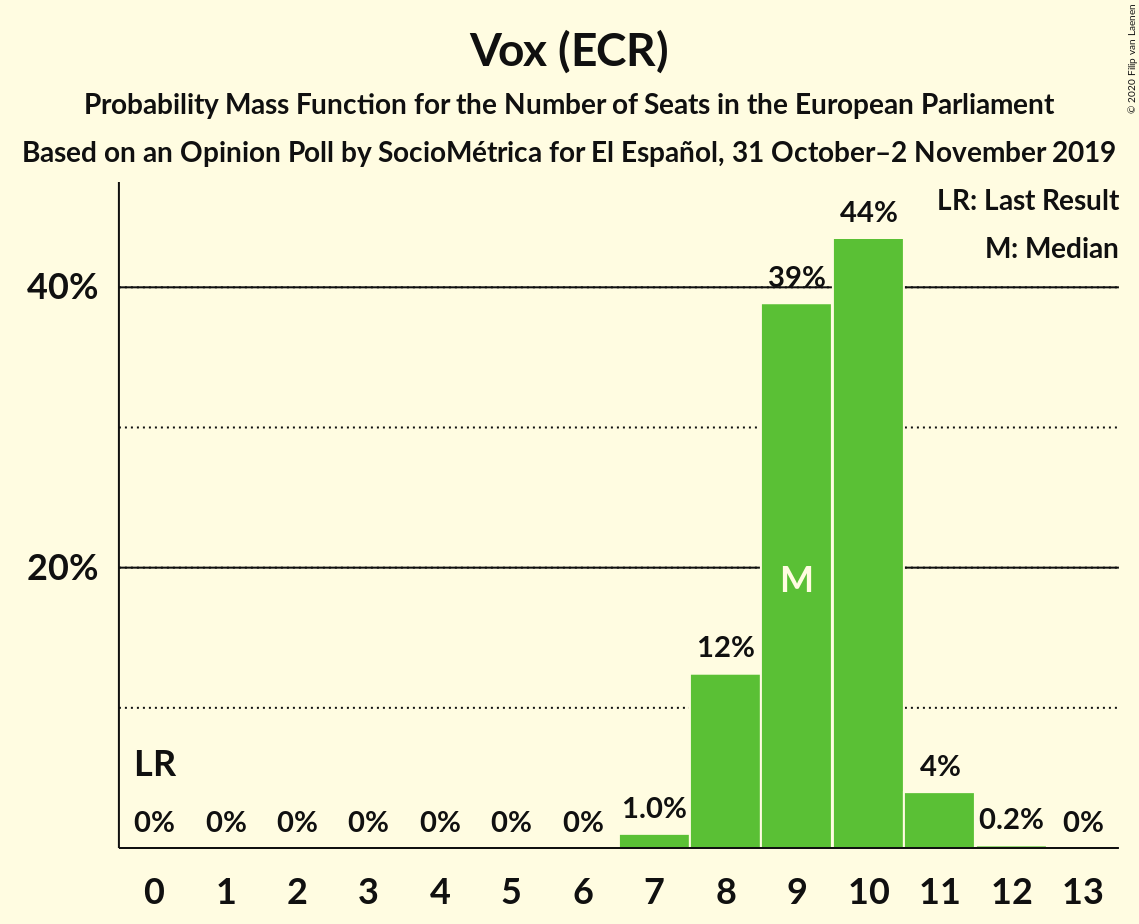 Vox (ECR)
Probability Mass Function for the Number of Seats in the European Parliament
Based on an Opinion Poll by SocioMétrica for El Español, 31 October–2 November 2019
© 2020 Filip van Laenen
LR: Last Result
M: Median
40%
20%
LR
0% 0% 0% 0% 0% 0% 0% 1.0% 12% 39% 44% 4% 0.2% 0%
M
0 1 2 3 4 5 6 7 8 9 10 11 12 13